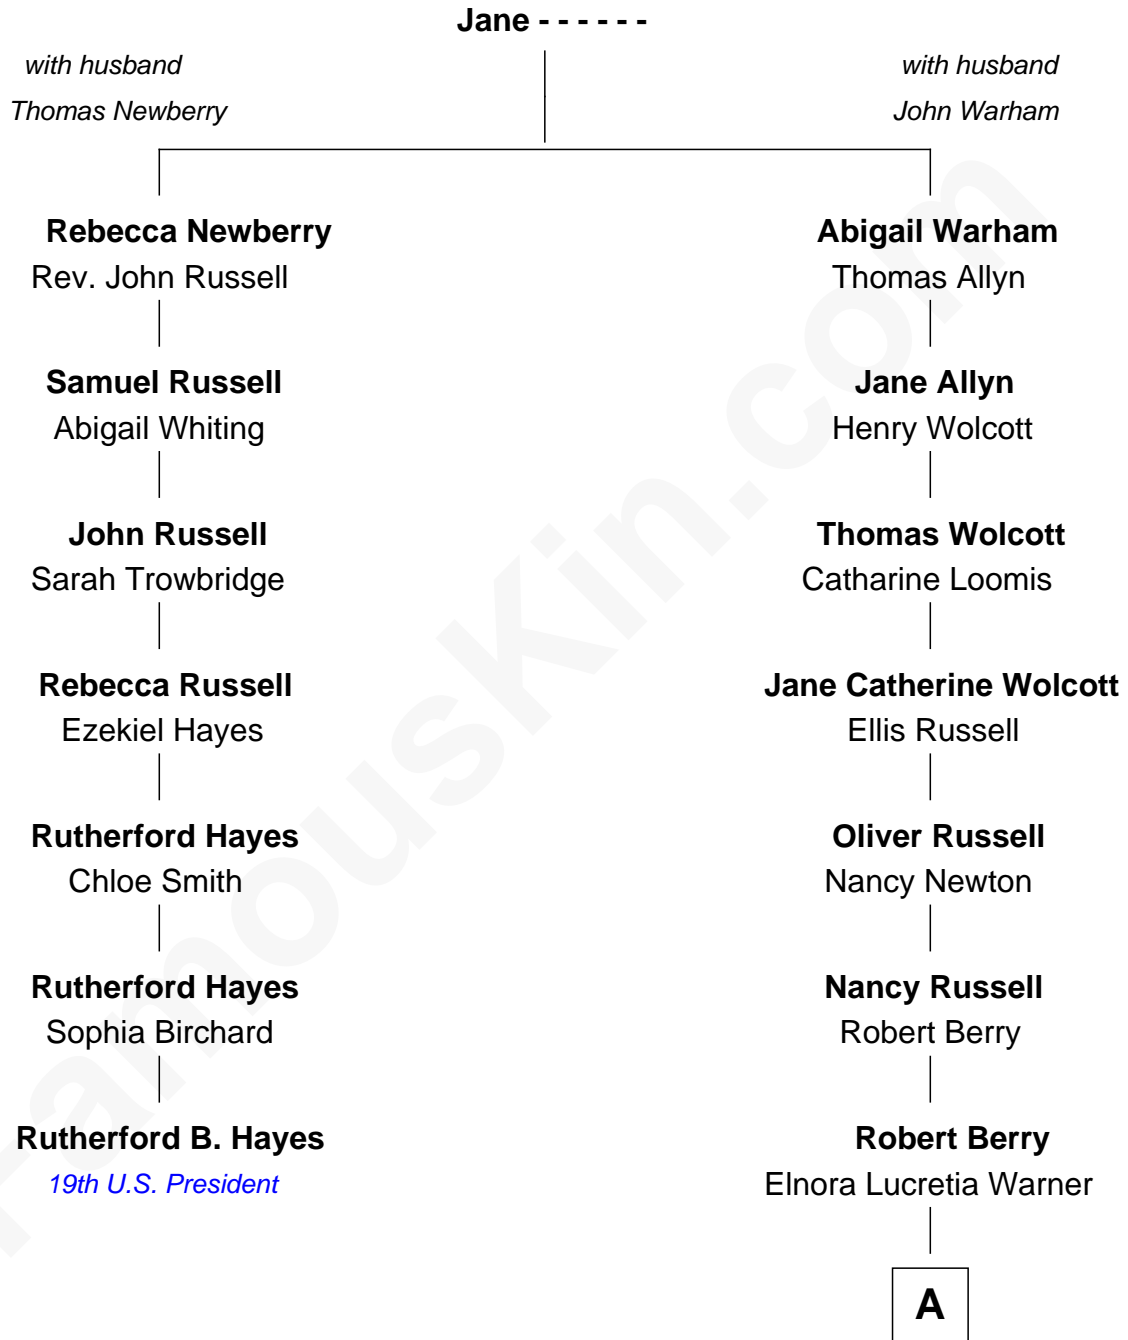 Jane - - - - - -
with husband
Thomas Newberry
with husband
John Warham
Rebecca Newberry
Rev. John Russell
Abigail Warham
Thomas Allyn
Samuel Russell
Abigail Whiting
Jane Allyn
Henry Wolcott
John Russell
Sarah Trowbridge
Thomas Wolcott
Catharine Loomis
Rebecca Russell
Ezekiel Hayes
Jane Catherine Wolcott
Ellis Russell
Rutherford Hayes
Chloe Smith
Oliver Russell
Nancy Newton
Rutherford Hayes
Sophia Birchard
Nancy Russell
Robert Berry
Rutherford B. Hayes
19th U.S. President
Robert Berry
Elnora Lucretia Warner
A
FamousKin.com